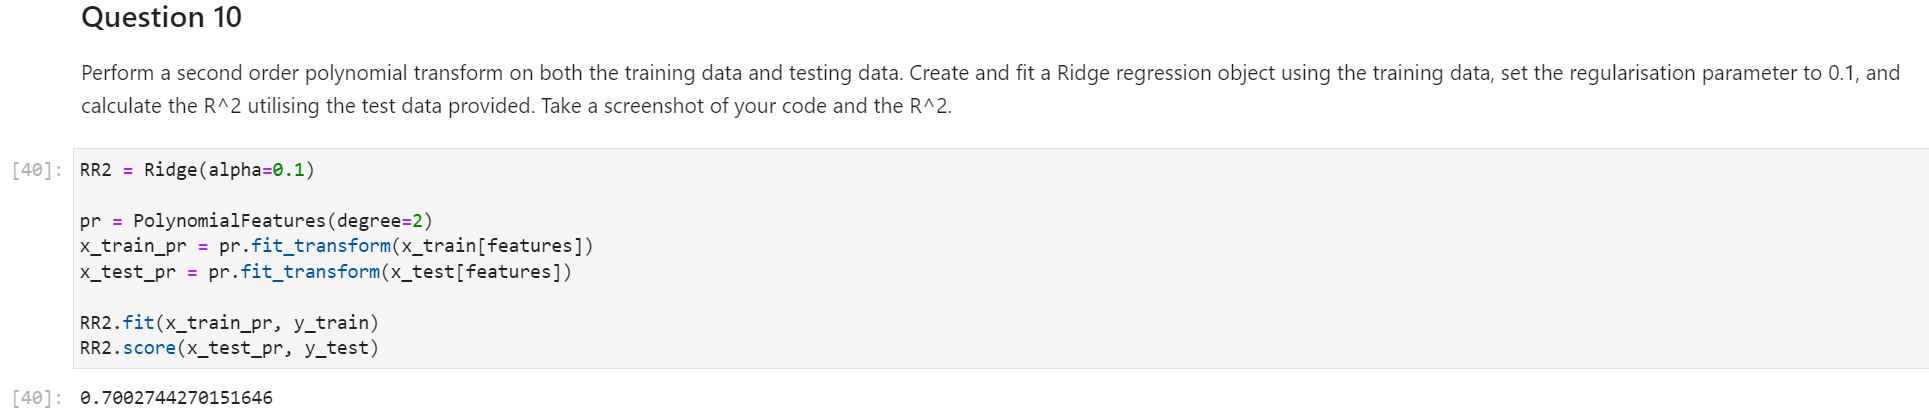 Question 10
Perform a second order polynomial transform on both the training data and testing data. Create and fit a Ridge regression object using the training data, set the regularisation parameter to 0.1, and
calculate the R^2 utilising the test data provided. Take a screenshot of your code and the R^2.
[40]: RR2 = Ridge(alpha=0.1)
pr = PolynomialFeatures(degree=2)
x_train_pr = pr.fit_transform(x_train[features])
x_test_pr = pr.fit_transform(x_test[features])
RR2.fit(x_train_pr, y_train)
RR2.score(x_test_pr, y_test)
[40]: 0.7002744270151646